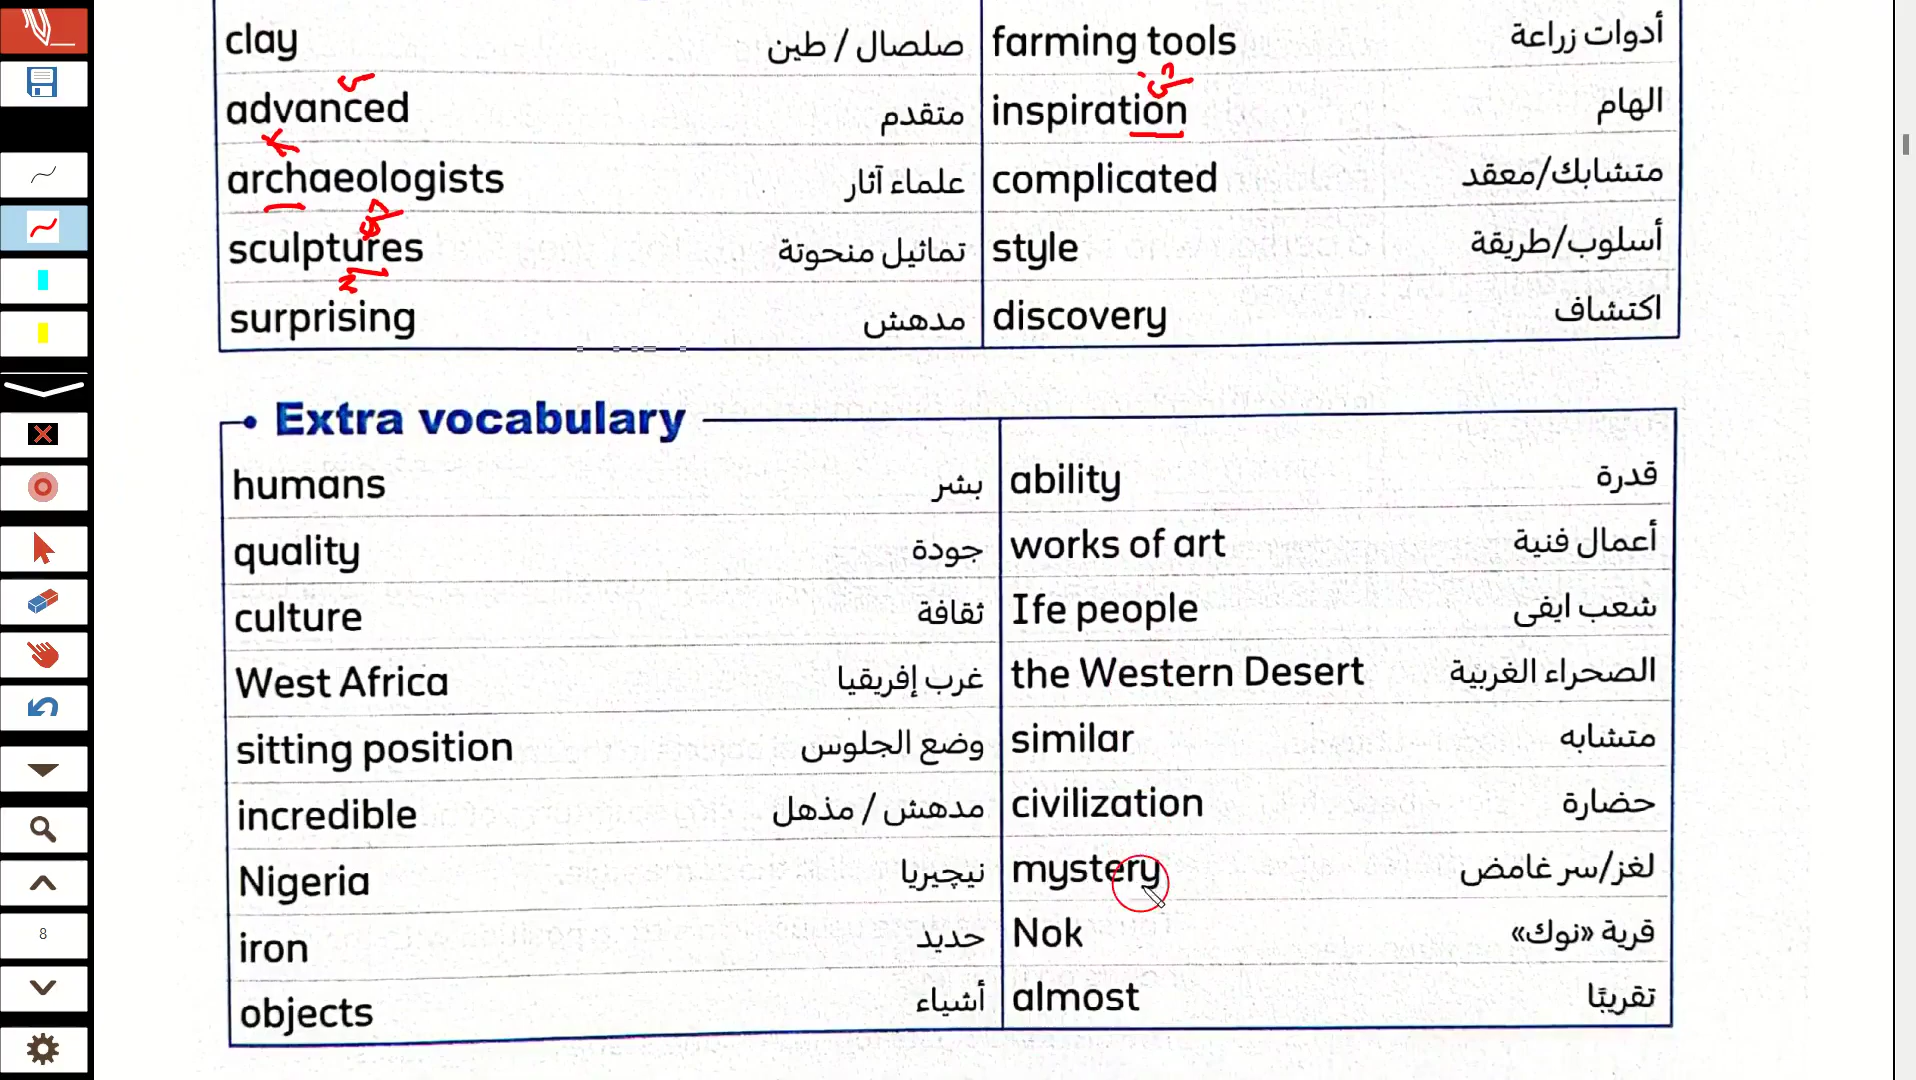 clay صلصال / طين farming tools أدوات زراعة
advanced متقدم inspiration الهام
archaeologists علماء آثار complicated متشابك/معقد
sculptures تماثيل منحوتة style أسلوب/طريقة
surprising مدهش discovery اكتشاف
Extra vocabulary
humans بشر ability قدرة
quality جودة works of art أعمال فنية
culture ثقافة Ife people شعب ايفى
West Africa غرب إفريقيا the Western Desert الصحراء الغربية
sitting position وضع الجلوس similar متشابه
incredible مدهش / مذهل civilization حضارة
Nigeria نيچيريا mystery لغز/سر غامض
iron حديد Nok قرية «نوك»
objects أشياء almost تقريبًا
8